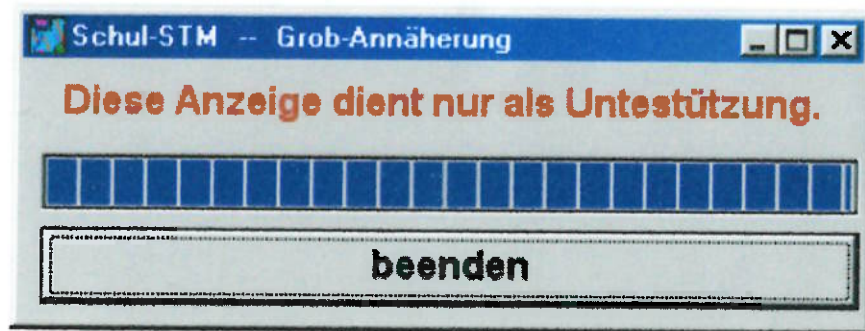 Schul-STM -- Grob-Annäherung
Diese Anzeige dient nur als Untestützung.
beenden